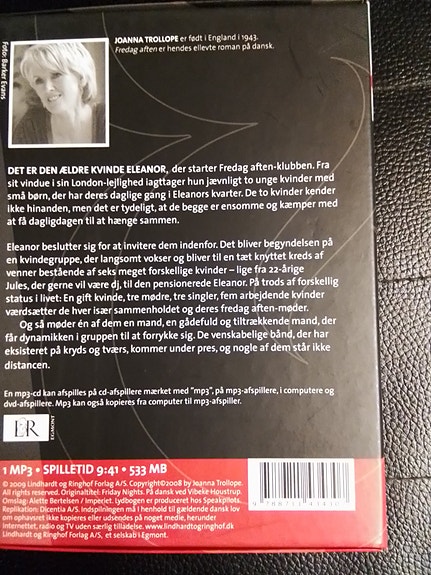 JOANNA TROLLOPE er født i England i 1943.
Fredag aften er hendes ellevte roman på dansk.
Foto: Barker Evans
DET ER DEN ÆLDRE KVINDE ELEANOR, der starter Fredag aften-klubben. Fra
sit vindue i sin London-lejlighed iagttager hun jævnligt to unge kvinder med
små børn, der har deres daglige gang i Eleanors kvarter. De to kvinder kender
ikke hinanden, men det er tydeligt, at de begge er ensomme og kæmper med
at få dagligdagen til at hænge sammen.
Eleanor beslutter sig for at invitere dem indenfor. Det bliver begyndelsen på
en kvindegruppe, der langsomt vokser og bliver til en tæt knyttet kreds af
venner bestående af seks meget forskellige kvinder – lige fra 22-årige
Jules, der gerne vil være dj, til den pensionerede Eleanor. På trods af forskellig
status i livet: En gift kvinde, tre mødre, tre singler, fem arbejdende kvinder
værdsætter de hver især sammenholdet og deres fredag aften-møder.
Og så møder én af dem en mand, en gådefuld og tiltrækkende mand, der
får dynamikken i gruppen til at forrykke sig. De venskabelige bånd, der har
eksisteret på kryds og tværs, kommer under pres, og nogle af dem står ikke
distancen.
En mp3-cd kan afspilles på cd-afspillere mærket med "mp3", på mp3-afspillere, i computere og
dvd-afspillere. Mp3 kan også kopieres fra computer til mp3-afspiller.
L&R
EGMONT
1 MP3 • SPILLETID 9:41 • 533 MB
© 2009 Lindhardt og Ringhof Forlag A/S. Copyright©2008 by Joanna Trollope.
All rights reserved. Originaltitel: Friday Nights. På dansk ved Vibeke Houstrup.
Omslag: Alette Bertelsen / Imperiet. Lydbogen er produceret hos Speakpilots.
Replikation: Dicentia A/S. Indspilningen må i henhold til gældende dansk lov
om ophavsret ikke kopieres eller udsendes på noget medie, herunder
internettet, radio og TV uden særlig tilladelse. www.lindhardtogringhof.dk
Lindhardt og Ringhof Forlag A/S, et selskab i Egmont.